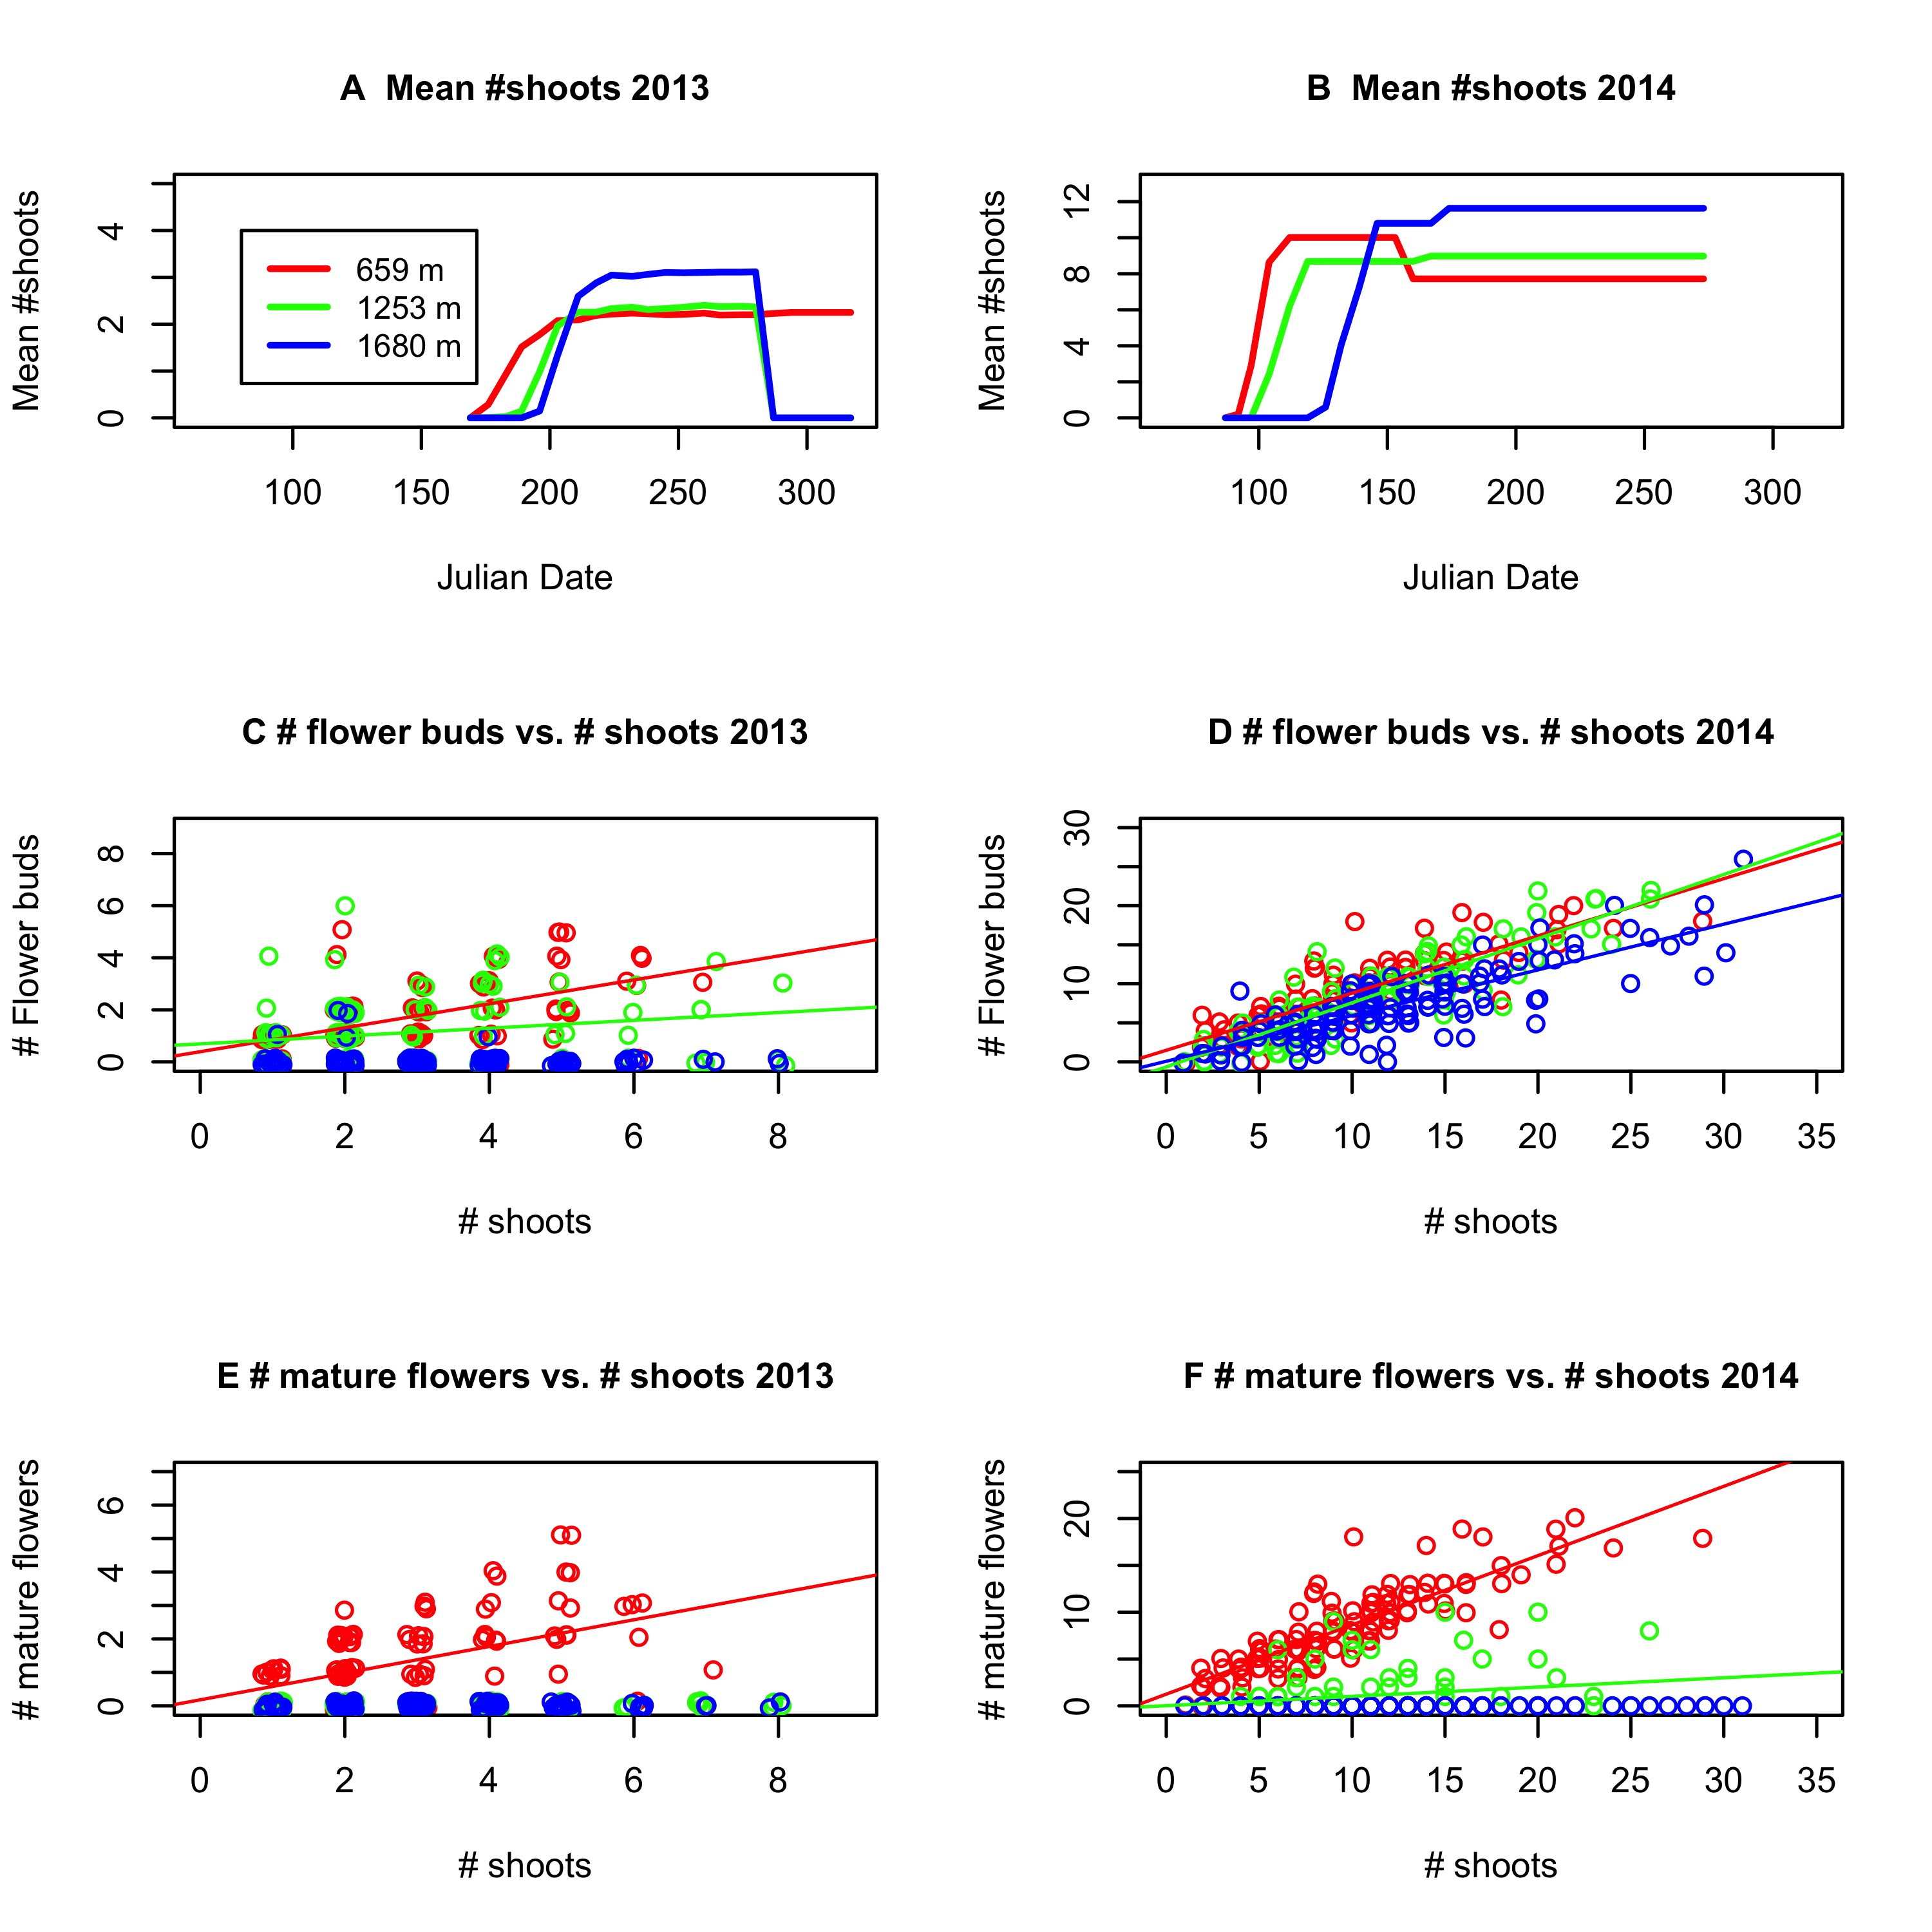 A  Mean #shoots 2013
Mean #shoots
0 2 4
659 m
1253 m
1680 m
100 150 200 250 300
Julian Date
B  Mean #shoots 2014
Mean #shoots
0 4 8 12
100 150 200 250 300
Julian Date
C # flower buds vs. # shoots 2013
# Flower buds
0 2 4 6 8
0 2 4 6 8
# shoots
D # flower buds vs. # shoots 2014
# Flower buds
0 10 20 30
0 5 10 15 20 25 30 35
# shoots
E # mature flowers vs. # shoots 2013
# mature flowers
0 2 4 6
0 2 4 6 8
# shoots
F # mature flowers vs. # shoots 2014
# mature flowers
0 10 20
0 5 10 15 20 25 30 35
# shoots